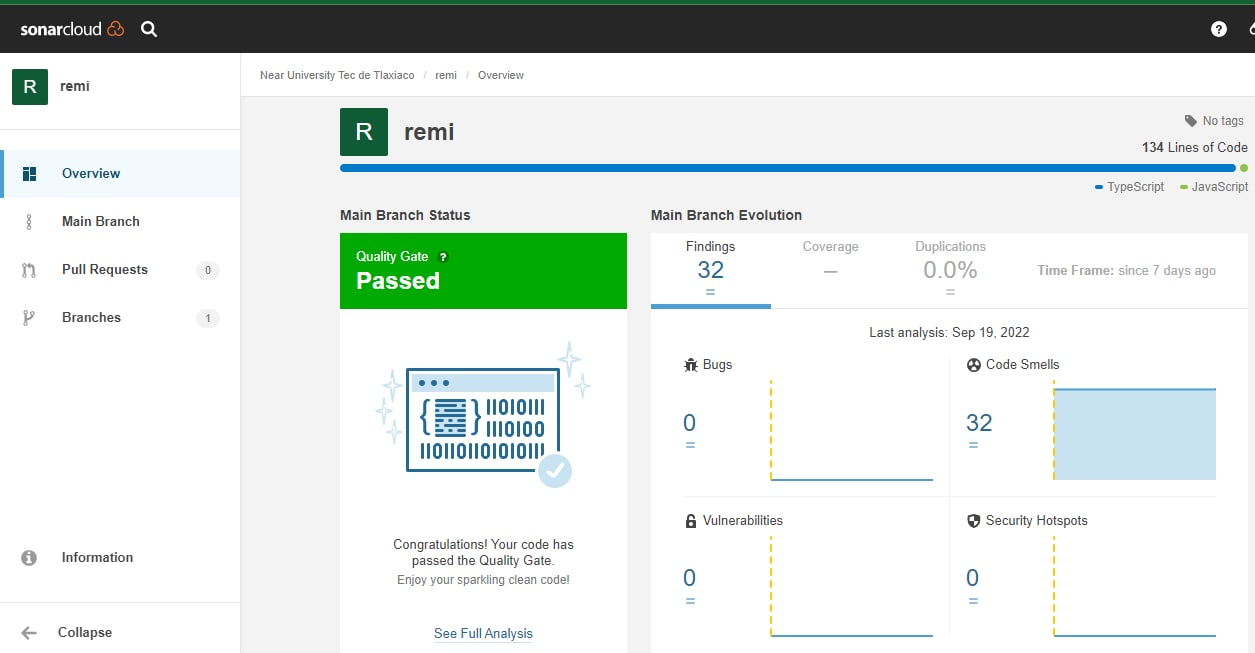 sonarcloud
R remi
Near University Tec de Tlaxiaco / remi / Overview
Overview
Main Branch
Pull Requests 0
Branches 1
Information
Collapse
R remi
No tags
134 Lines of Code
TypeScript JavaScript
Main Branch Status
Quality Gate ?
Passed
{ } 1101011
1101100
110110110101011
Congratulations! Your code has
passed the Quality Gate.
Enjoy your sparkling clean code!
See Full Analysis
Main Branch Evolution
Findings Coverage Duplications
32 — 0.0% Time Frame: since 7 days ago
= =
Last analysis: Sep 19, 2022
Bugs
0
=
Code Smells
32
=
Vulnerabilities
0
=
Security Hotspots
0
=